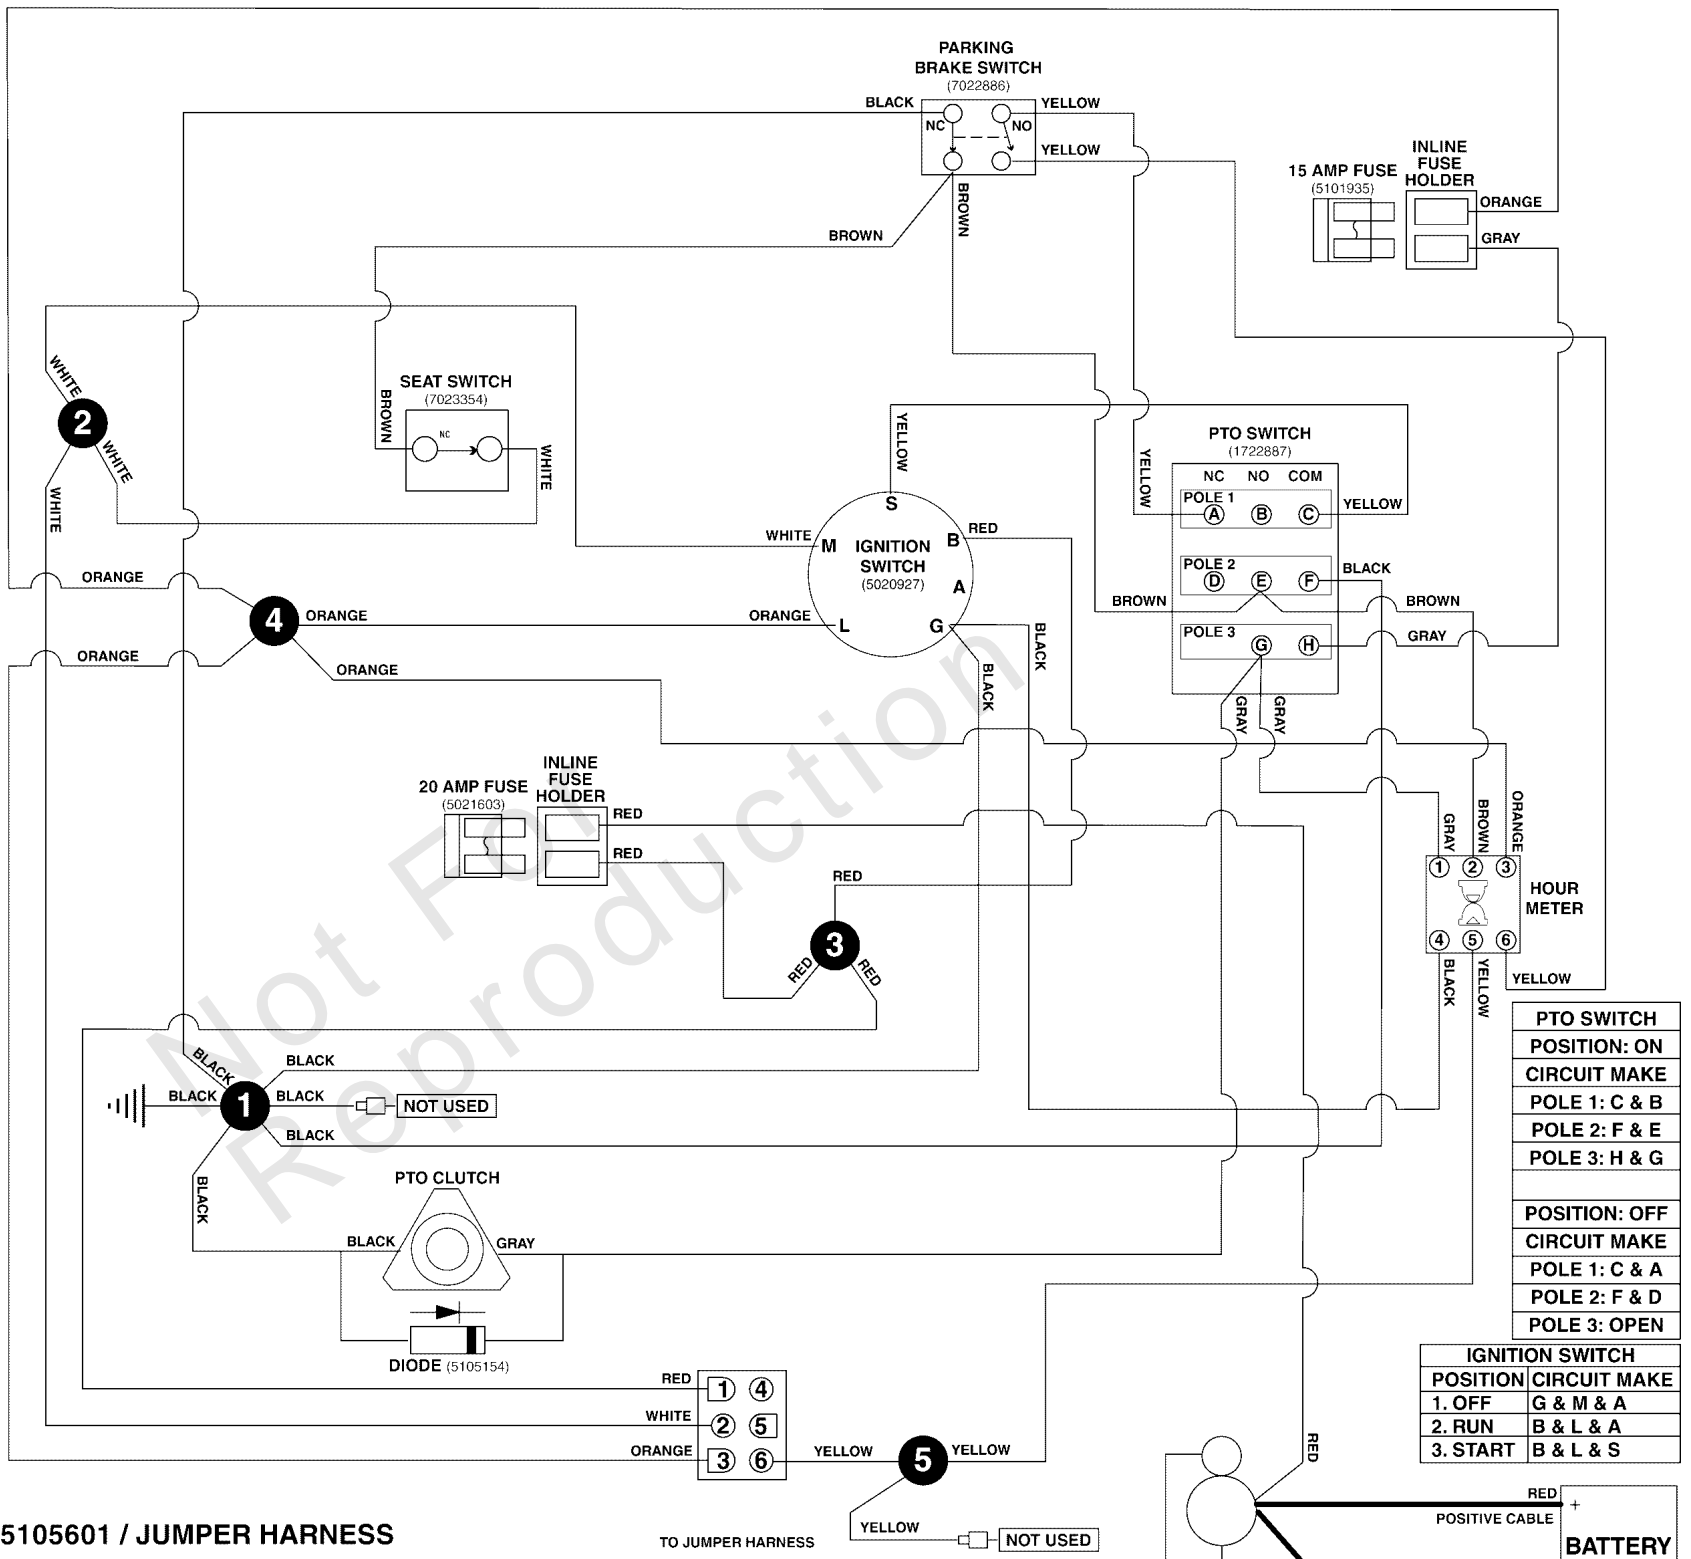 PARKING
BRAKE SWITCH
(7022886)
BLACK
YELLOW
NC
NO
YELLOW
BROWN
BROWN
15 AMP FUSE
(5101935)
INLINE
FUSE
HOLDER
ORANGE
GRAY
WHITE
2
WHITE
WHITE
SEAT SWITCH
(7023354)
BROWN
NC
WHITE
YELLOW
S
WHITE
M
IGNITION
SWITCH
(5020927)
B
RED
A
ORANGE
L
G
BLACK
BLACK
YELLOW
PTO SWITCH
(1722887)
NC NO COM
POLE 1
A B C
YELLOW
POLE 2
D E F
BLACK
BROWN
BROWN
POLE 3
G H
GRAY
GRAY
GRAY
ORANGE
4
ORANGE
ORANGE
ORANGE
20 AMP FUSE
(5021603)
INLINE
FUSE
HOLDER
RED
RED
RED
3
RED
RED
GRAY
BROWN
ORANGE
1 2 3
HOUR
METER
4 5 6
BLACK
YELLOW
YELLOW
Not For
Reproduction
BLACK
BLACK
BLACK
1
BLACK
NOT USED
BLACK
BLACK
PTO CLUTCH
BLACK
GRAY
DIODE (5105154)
PTO SWITCH
POSITION: ON
CIRCUIT MAKE
POLE 1: C & B
POLE 2: F & E
POLE 3: H & G
POSITION: OFF
CIRCUIT MAKE
POLE 1: C & A
POLE 2: F & D
POLE 3: OPEN
IGNITION SWITCH
POSITION CIRCUIT MAKE
1. OFF G & M & A
2. RUN B & L & A
3. START B & L & S
RED 1 4
WHITE 2 5
ORANGE 3 6
YELLOW
5
YELLOW
YELLOW
NOT USED
TO JUMPER HARNESS
5105601 / JUMPER HARNESS
RED
RED
POSITIVE CABLE
+
BATTERY